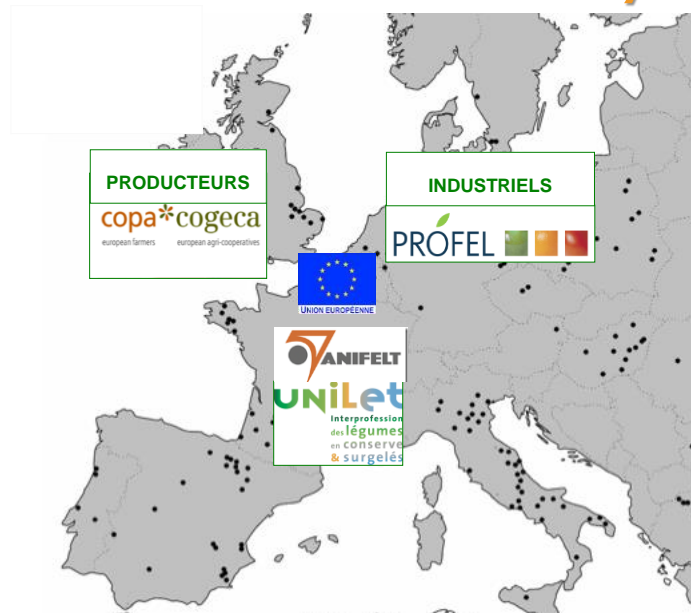 PRODUCTEURS
copa*cogeca
european farmers european agri-cooperatives
INDUSTRIELS
PROFEL
UNION EUROPÉENNE
ANIFELT
UNiLet
Interprofession
des légumes
en conserve
& surgelés